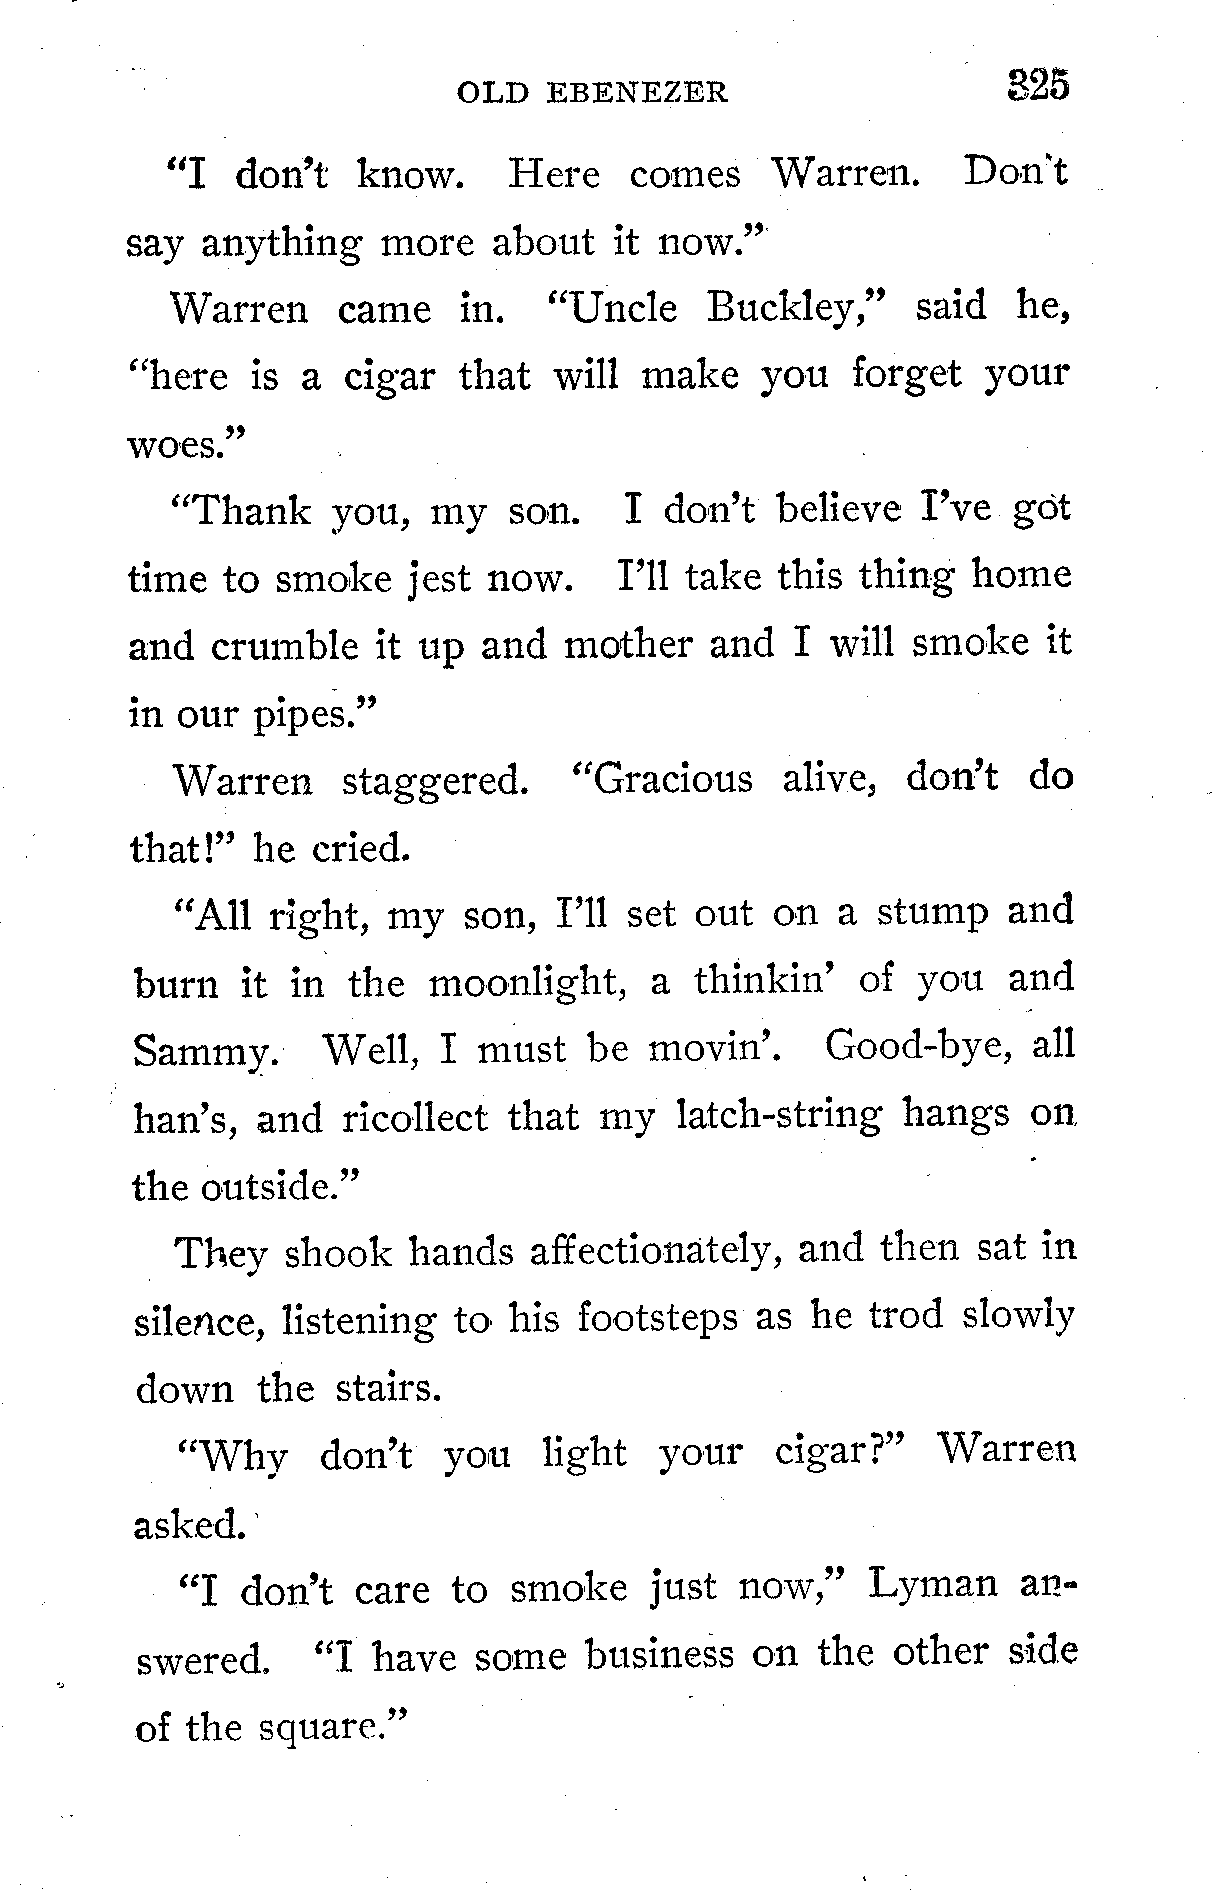 OLD EBENEZER 325
“I don’t know. Here comes Warren. Don’t
say anything more about it now.”
Warren came in. “Uncle Buckley,” said he,
“here is a cigar that will make you forget your
woes.”
“Thank you, my son. I don’t believe I’ve got
time to smoke jest now. I’ll take this thing home
and crumble it up and mother and I will smoke it
in our pipes.”
Warren staggered. “Gracious alive, don’t do
that!” he cried.
“All right, my son, I’ll set out on a stump and
burn it in the moonlight, a thinkin’ of you and
Sammy. Well, I must be movin’. Good-bye, all
han’s, and ricollect that my latch-string hangs on
the outside.”
They shook hands affectionately, and then sat in
silence, listening to his footsteps as he trod slowly
down the stairs.
“Why don’t you light your cigar?” Warren
asked.
“I don’t care to smoke just now,” Lyman an-
swered. “I have some business on the other side
of the square.”